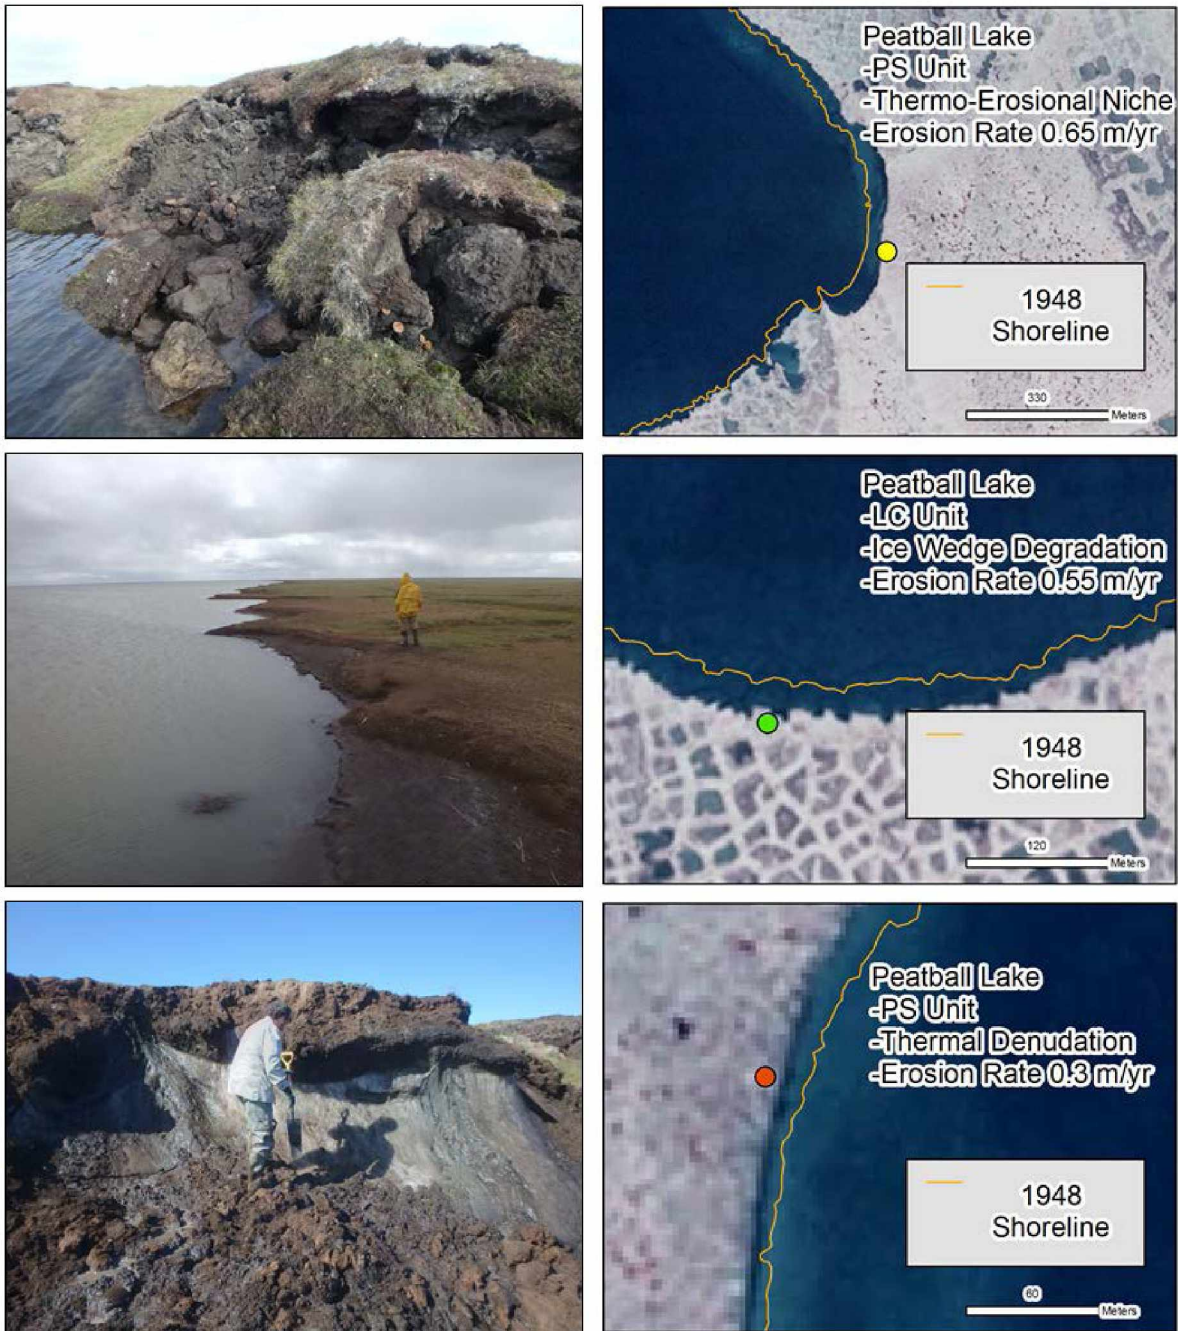 Peatball Lake
-PS Unit
-Thermo-Erosional Niche
-Erosion Rate 0.65 m/yr
1948
Shoreline
330
Meters
Peatball Lake
-LC Unit
-Ice Wedge Degradation
-Erosion Rate 0.55 m/yr
1948
Shoreline
120
Meters
Peatball Lake
-PS Unit
-Thermal Denudation
-Erosion Rate 0.3 m/yr
1948
Shoreline
60
Meters